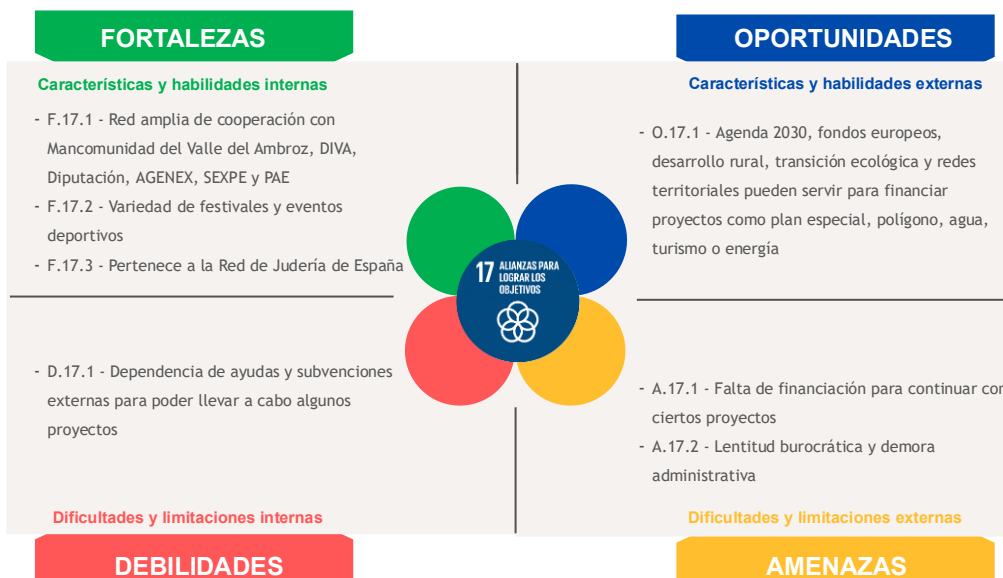 FORTALEZAS
Características y habilidades internas
- F.17.1 - Red amplia de cooperación con
Mancomunidad del Valle del Ambroz, DIVA,
Diputación, AGENEX, SEXPE y PAE
- F.17.2 - Variedad de festivales y eventos
deportivos
- F.17.3 - Pertenece a la Red de Judería de España
OPORTUNIDADES
Características y habilidades externas
- O.17.1 - Agenda 2030, fondos europeos,
desarrollo rural, transición ecológica y redes
territoriales pueden servir para financiar
proyectos como plan especial, polígono, agua,
turismo o energía
17 ALIANZAS PARA
LOGRAR LOS
OBJETIVOS
- D.17.1 - Dependencia de ayudas y subvenciones
externas para poder llevar a cabo algunos
proyectos
Dificultades y limitaciones internas
DEBILIDADES
- A.17.1 - Falta de financiación para continuar con
ciertos proyectos
- A.17.2 - Lentitud burocrática y demora
administrativa
Dificultades y limitaciones externas
AMENAZAS